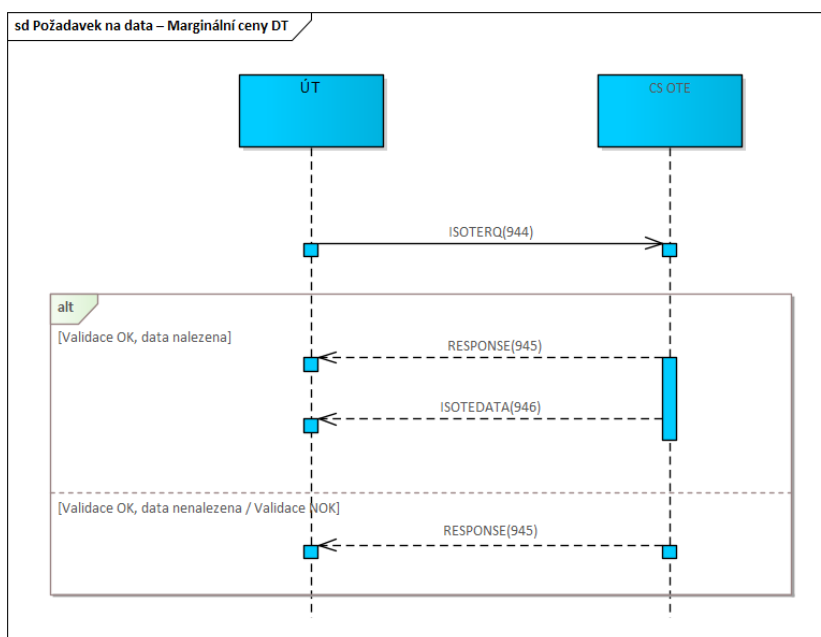 sd Požadavek na data – Marginální ceny DT
ÚT
CS OTE
ISOTERQ(944)
alt
[Validace OK, data nalezena]
RESPONSE(945)
ISOTEDATA(946)
[Validace OK, data nenalezena / Validace NOK]
RESPONSE(945)